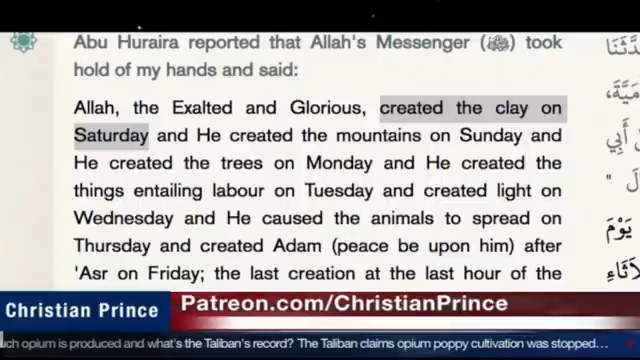 Abu Huraira reported that Allah's Messenger (ﷺ) took
hold of my hands and said:
Allah, the Exalted and Glorious, created the clay on
Saturday and He created the mountains on Sunday and
He created the trees on Monday and He created the
things entailing labour on Tuesday and created light on
Wednesday and He caused the animals to spread on
Thursday and created Adam (peace be upon him) after
'Asr on Friday; the last creation at the last hour of the
يَوْمَ
Christian Prince
Patreon.com/ChristianPrince
uch opium is produced and what's the Taliban's record? The Taliban claims opium poppy cultivation was stopped…